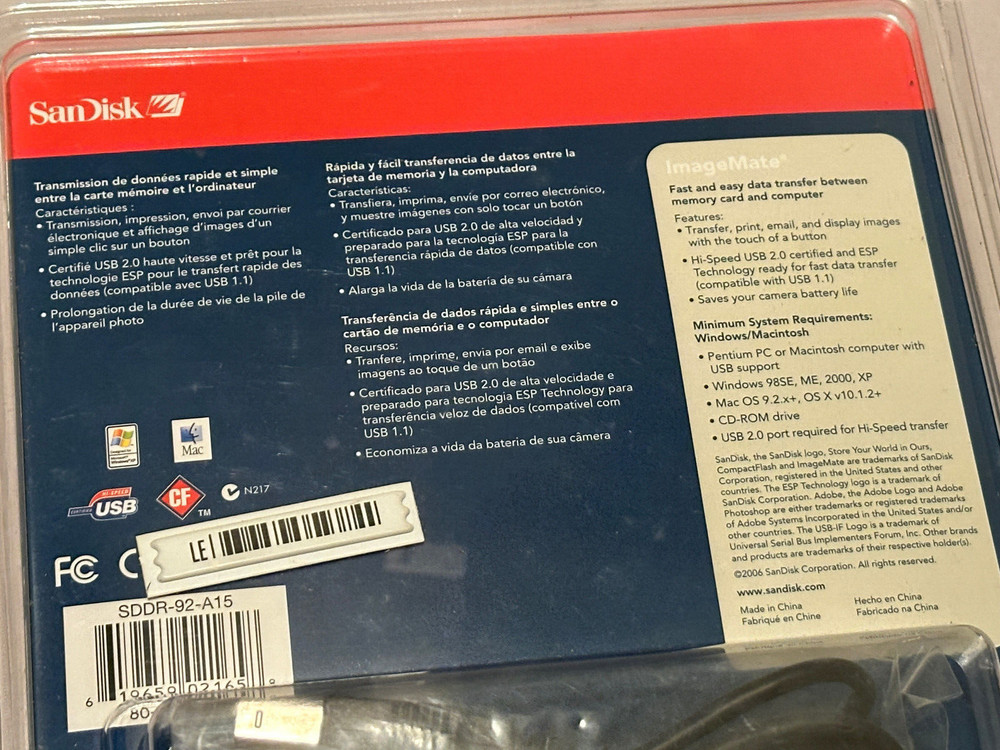 SanDisk
Transmission de données rapide et simple
entre la carte mémoire et l'ordinateur
Caractéristiques :
• Transmission, impression, envoi par courrier
électronique et affichage d'images d'un
simple clic sur un bouton
• Certifié USB 2.0 haute vitesse et prêt pour la
technologie ESP pour le transfert rapide des
données (compatible avec USB 1.1)
• Prolongation de la durée de vie de la pile de
l'appareil photo
Rápida y fácil transferencia de datos entre la
tarjeta de memoria y la computadora
Características:
• Transfiera, imprima, envíe por correo electrónico,
y muestre imágenes con solo tocar un botón
• Certificado para USB 2.0 de alta velocidad y
preparado para la tecnología ESP para la
transferencia rápida de datos (compatible con
USB 1.1)
• Alarga la vida de la batería de su cámara
Transferência de dados rápida e simples entre o
cartão de memória e o computador
Recursos:
• Tranfere, imprime, envia por email e exibe
imagens ao toque de um botão
• Certificado para USB 2.0 de alta velocidade e
preparado para tecnologia ESP Technology para
transferência veloz de dados (compativel com
USB 1.1)
• Economiza a vida da bateria de sua câmera
ImageMate®
Fast and easy data transfer between
memory card and computer
Features:
• Transfer, print, email, and display images
with the touch of a button
• Hi-Speed USB 2.0 certified and ESP
Technology ready for fast data transfer
(compatible with USB 1.1)
• Saves your camera battery life
Minimum System Requirements:
Windows/Macintosh
• Pentium PC or Macintosh computer with
USB support
• Windows 98SE, ME, 2000, XP
• Mac OS 9.2.x+, OS X v10.1.2+
• CD-ROM drive
• USB 2.0 port required for Hi-Speed transfer
SanDisk, the SanDisk logo, Store Your World in Ours,
CompactFlash and ImageMate are trademarks of SanDisk
Corporation, registered in the United States and other
countries. The ESP Technology logo is a trademark of
SanDisk Corporation. Adobe, the Adobe Logo and Adobe
Photoshop are either trademarks or registered trademarks
of Adobe Systems Incorporated in the United States and/or
other countries. The USB-IF Logo is a trademark of
Universal Serial Bus Implementers Forum, Inc. Other brands
and products are trademarks of their respective holder(s).
©2006 SanDisk Corporation. All rights reserved.
www.sandisk.com
Made in China
Fabriqué en Chine
Hecho en China
Fabricado na China
Mac
HI-SPEED
CERTIFIED USB
CF TM
N217
FC
LE
SDDR-92-A15
6 19659 02165 8
80-